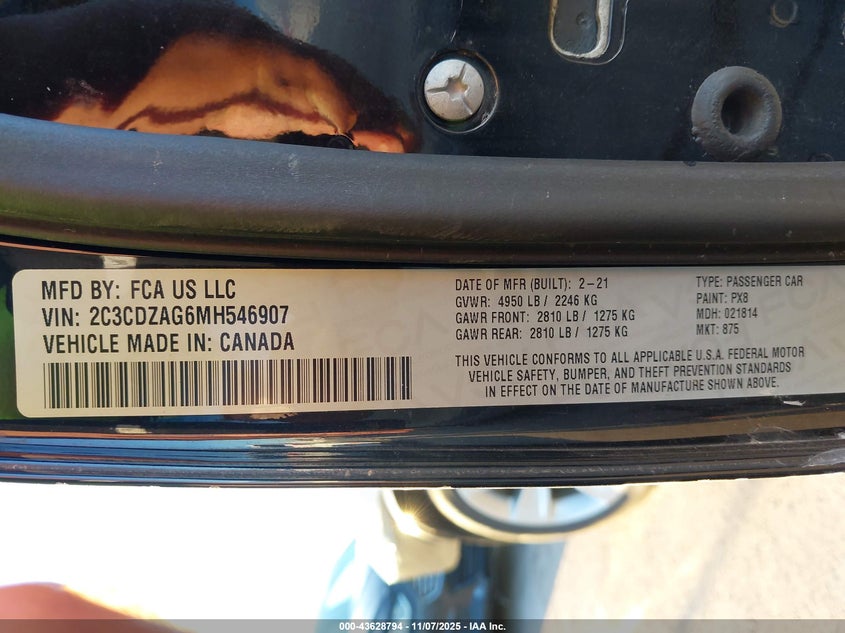 MFD BY: FCA US LLC
VIN: 2C3CDZAG6MH546907
VEHICLE MADE IN: CANADA
DATE OF MFR (BUILT): 2-21
GVWR: 4950 LB / 2246 KG
GAWR FRONT: 2810 LB / 1275 KG
GAWR REAR: 2810 LB / 1275 KG
TYPE: PASSENGER CAR
PAINT: PX8
MDH: 021814
MKT: 875
THIS VEHICLE CONFORMS TO ALL APPLICABLE U.S.A. FEDERAL MOTOR
VEHICLE SAFETY, BUMPER, AND THEFT PREVENTION STANDARDS
IN EFFECT ON THE DATE OF MANUFACTURE SHOWN ABOVE.
000-43628794 - 11/07/2025 - IAA Inc.